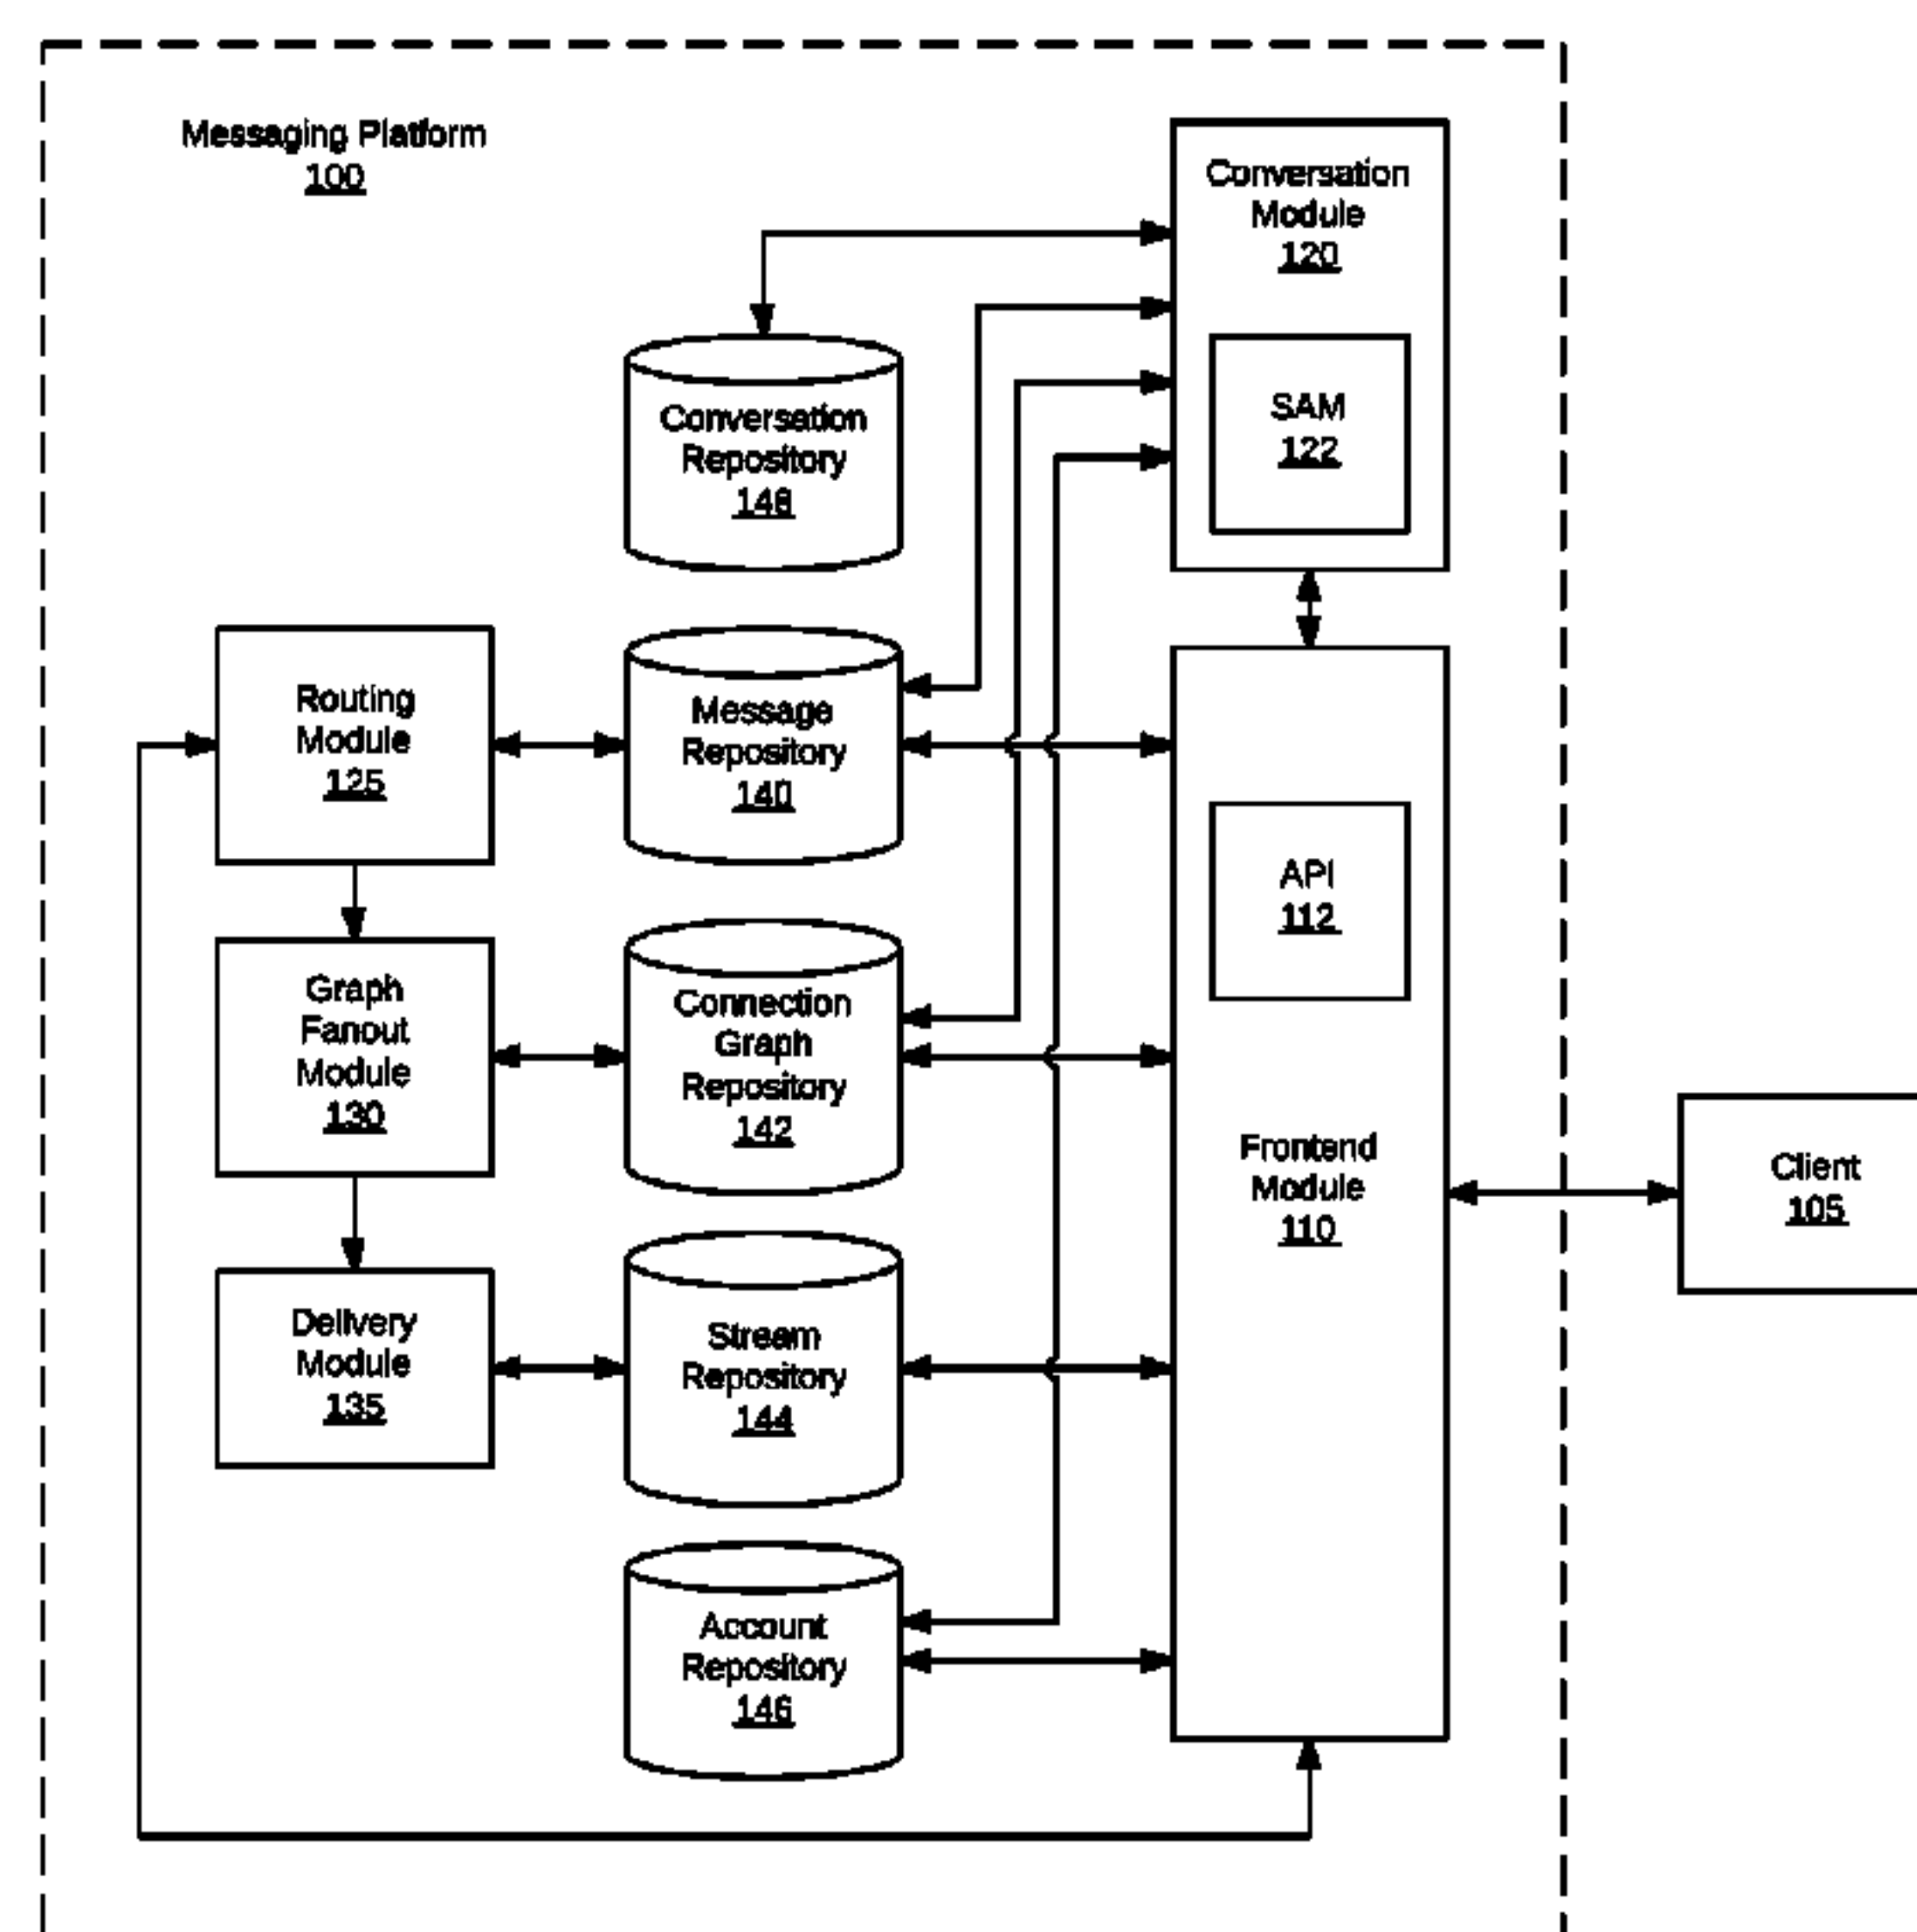 Messaging Platform
100
Conversation
Module
120
SAM
122
Conversation
Repository
148
Routing
Module
125
Message
Repository
140
API
112
Graph
Fanout
Module
130
Connection
Graph
Repository
142
Frontend
Module
110
Client
105
Delivery
Module
135
Stream
Repository
144
Account
Repository
146